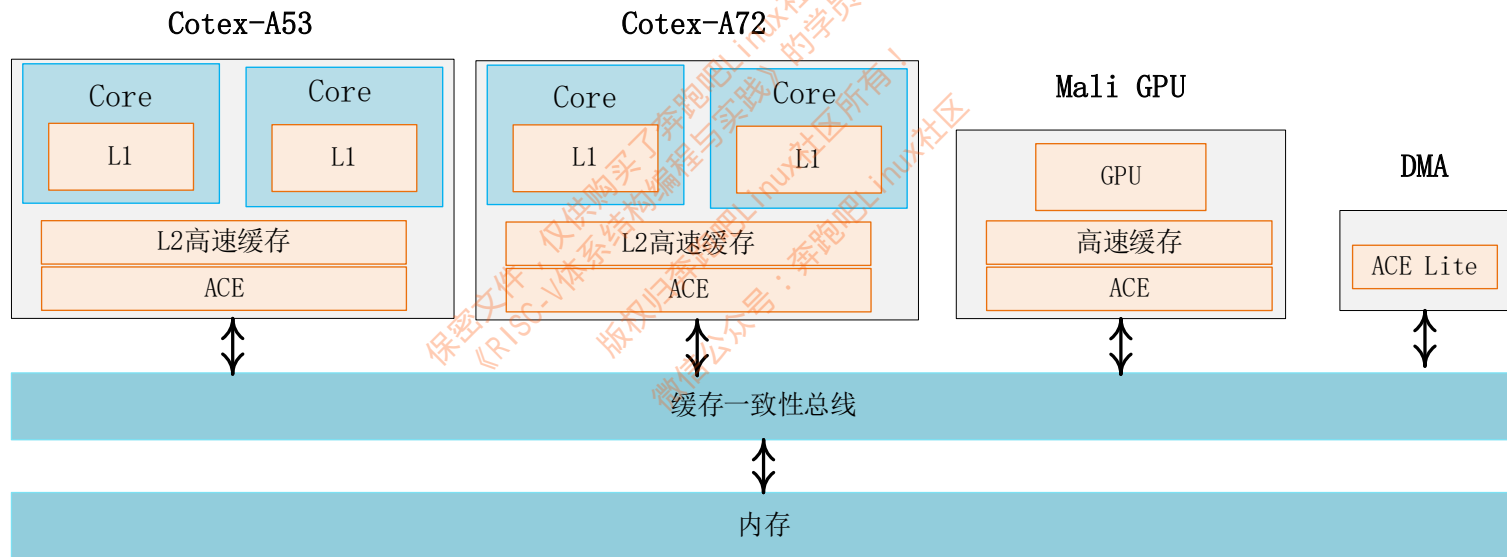 Cotex-A53
Cotex-A72
Mali GPU
DMA
Core
Core
Core
Core
L1
L1
L1
L1
GPU
L2高速缓存
L2高速缓存
高速缓存
ACE
ACE
ACE
ACE Lite
缓存一致性总线
内存
保密文件，仅供购买了奔跑吧Linux社
《RISC-V体系结构编程与实践》的学员
版权归奔跑吧Linux社区所有！
微信公众号：奔跑吧Linux社区